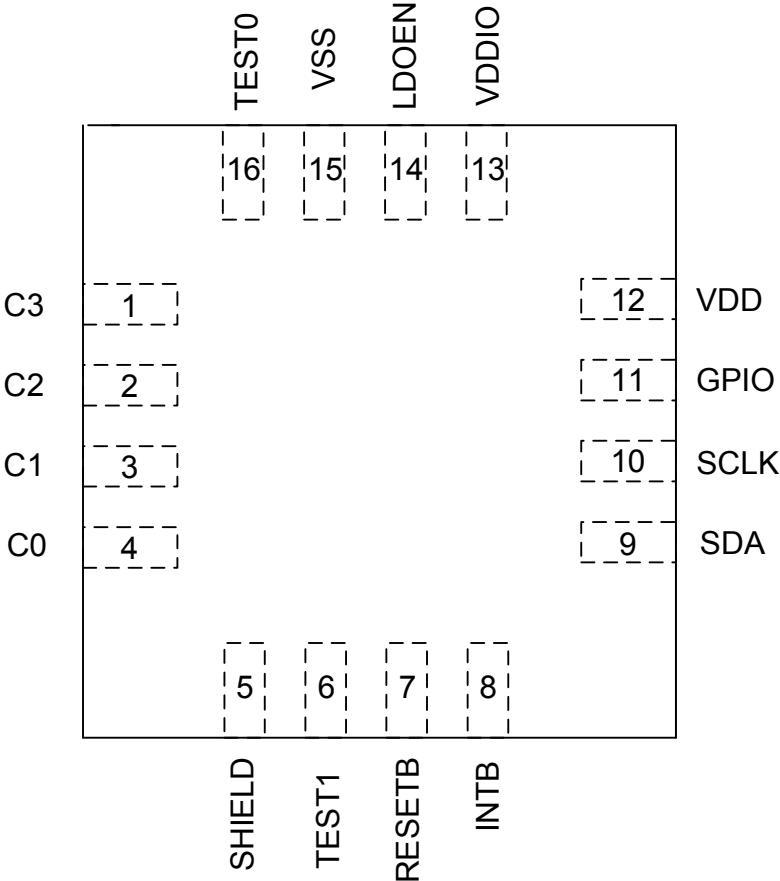 TEST0 VSS LDOEN VDDIO
16 15 14 13
C3 1 12 VDD
C2 2 11 GPIO
C1 3 10 SCLK
C0 4 9 SDA
5 6 7 8
SHIELD TEST1 RESETB INTB